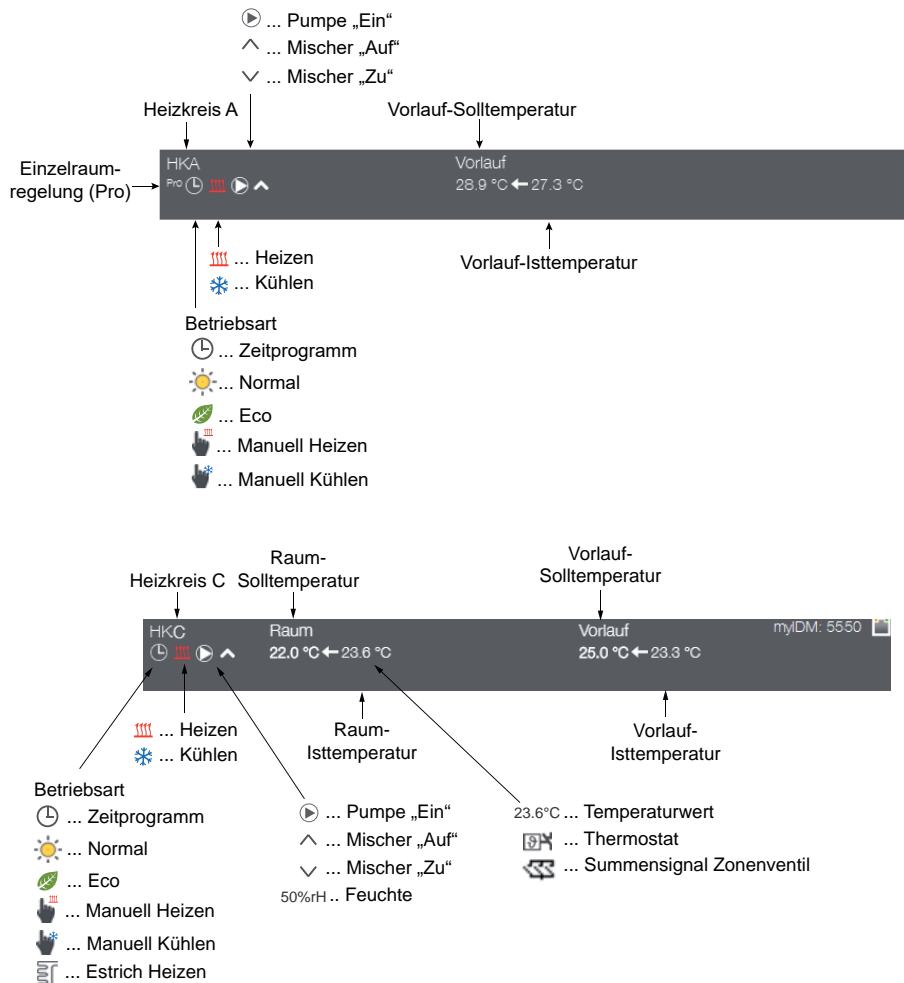 ... Pumpe „Ein“
... Mischer „Auf“
... Mischer „Zu“
Heizkreis A
Vorlauf-Solltemperatur
Einzelraum-
regelung (Pro)
HKA
Vorlauf
Pro
28.9 °C 27.3 °C
... Heizen
... Kühlen
Vorlauf-Isttemperatur
Betriebsart
... Zeitprogramm
... Normal
... Eco
... Manuell Heizen
... Manuell Kühlen
Heizkreis C
Raum-
Solltemperatur
Vorlauf-
Solltemperatur
HKC
Raum
Vorlauf
myIDM: 5550
22.0 °C 23.6 °C
25.0 °C 23.3 °C
... Heizen
... Kühlen
Raum-
Isttemperatur
Vorlauf-
Isttemperatur
Betriebsart
... Zeitprogramm
... Normal
... Eco
... Manuell Heizen
... Manuell Kühlen
... Estrich Heizen
... Pumpe „Ein“
... Mischer „Auf“
... Mischer „Zu“
50%rH .. Feuchte
23.6°C ... Temperaturwert
... Thermostat
... Summensignal Zonenventil